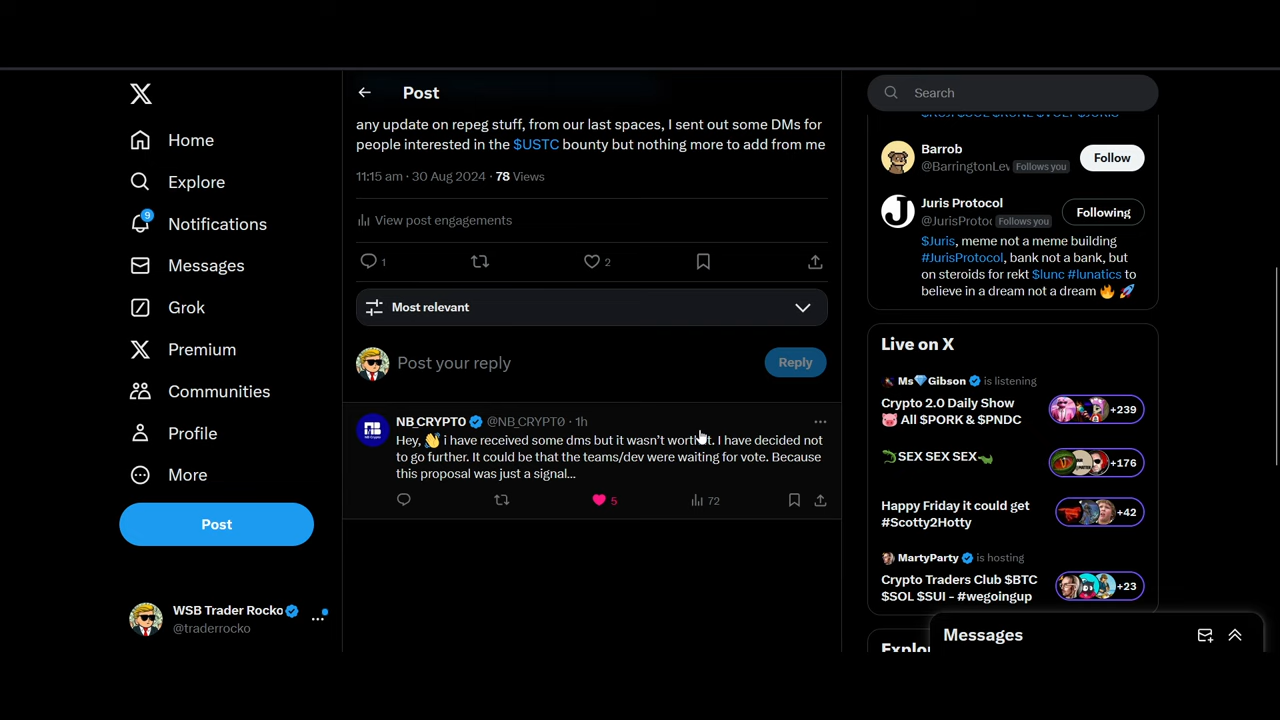 Home
Explore
9
Notifications
Messages
Grok
Premium
Communities
Profile
More
Post
WSB Trader Rocko
@traderrocko
Post
any update on repeg stuff, from our last spaces, I sent out some DMs for
people interested in the $USTC bounty but nothing more to add from me
11:15 am · 30 Aug 2024 · 78 Views
View post engagements
1
2
Most relevant
Post your reply
Reply
NB_CRYPT0 @NB_CRYPT0 · 1h
Hey, 👋 i have received some dms but it wasn't worth it. I have decided not
to go further. It could be that the teams/dev were waiting for vote. Because
this proposal was just a signal...
5
72
Search
Barrob
@BarringtonLev Follows you
Follow
Juris Protocol
@JurisProtoc Follows you
Following
$Juris, meme not a meme building
#JurisProtocol, bank not a bank, but
on steroids for rekt $lunc #lunatics to
believe in a dream not a dream 🔥 🚀
Live on X
Ms💎Gibson is listening
Crypto 2.0 Daily Show
🐷 All $PORK & $PNDC
+239
🐊SEX SEX SEX🦎
+176
Happy Friday it could get
#Scotty2Hotty
+42
MartyParty is hosting
Crypto Traders Club $BTC
$SOL $SUI - #wegoingup
+23
Messages